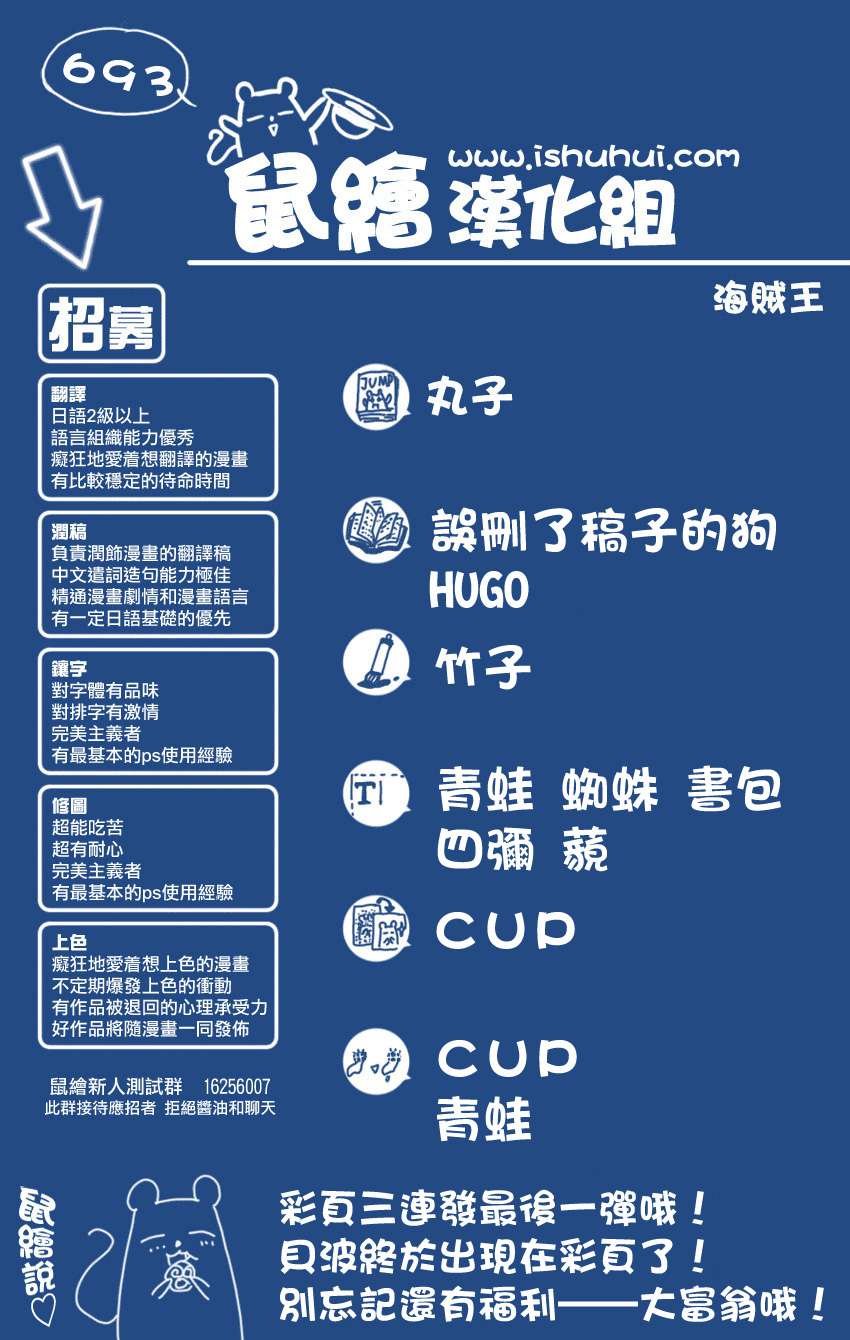 693
www.ishuhui.com
鼠繪漢化組
海賊王
招募
翻譯
日語2級以上
語言組織能力優秀
癡狂地愛着想翻譯的漫畫
有比較穩定的待命時間
潤稿
負責潤飾漫畫的翻譯稿
中文遣詞造句能力極佳
精通漫畫劇情和漫畫語言
有一定日語基礎的優先
鑲字
對字體有品味
對排字有激情
完美主義者
有最基本的ps使用經驗
修圖
超能吃苦
超有耐心
完美主義者
有最基本的ps使用經驗
上色
癡狂地愛着想上色的漫畫
不定期爆發上色的衝動
有作品被退回的心理承受力
好作品將隨漫畫一同發佈
鼠繪新人測試群 16256007
此群接待應招者 拒絕醬油和聊天
JUMP
丸子
誤刪了稿子的狗
HUGO
竹子
T
青蛙 蜘蛛 書包
四彌 藐
CUP
CUP
青蛙
鼠繪說♡
彩頁三連發最後一彈哦！
貝波終於出現在彩頁了！
別忘記還有福利——大富翁哦！